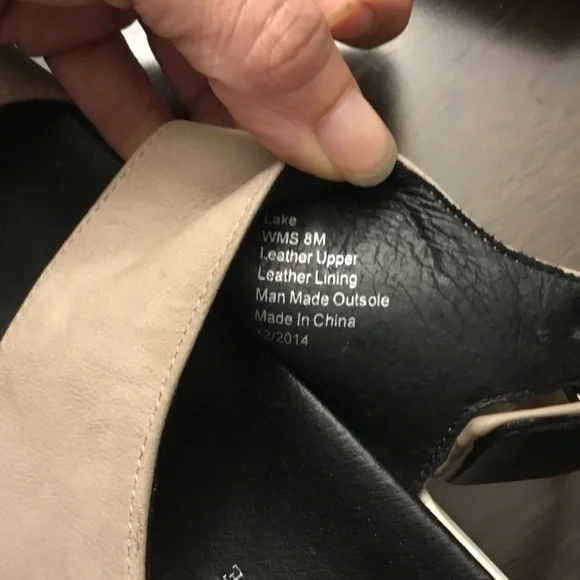 Lake
WMS 8M
Leather Upper
Leather Lining
Man Made Outsole
Made In China
12/2014